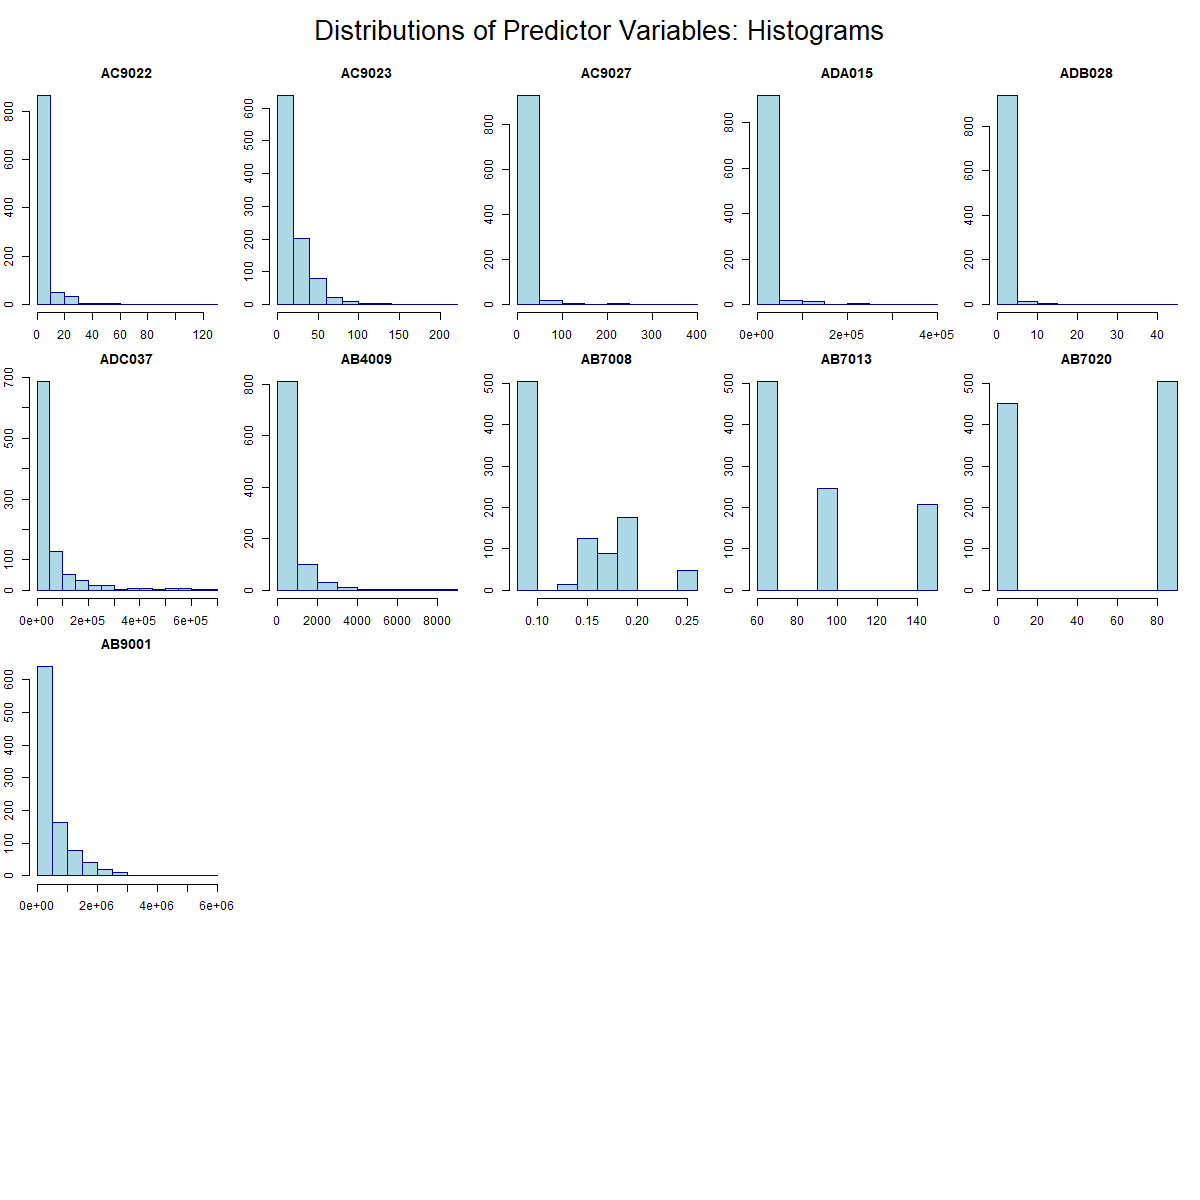 Distributions of Predictor Variables: Histograms
AC9022 AC9023 AC9027 ADA015 ADB028
0 200 400 600 800
0 20 40 60 80 120
0 100 200 300 400 500 600
0 50 100 150 200
0 200 400 600 800
0 100 200 300 400
0 200 400 600 800
0e+00 2e+05 4e+05
0 200 400 600 800
0 10 20 30 40
ADC037 AB4009 AB7008 AB7013 AB7020
0 100 300 500 700
0e+00 2e+05 4e+05 6e+05
0 200 400 600 800
0 2000 4000 6000 8000
0 100 200 300 400 500
0.10 0.15 0.20 0.25
0 100 200 300 400 500
60 80 100 120 140
0 100 200 300 400 500
0 20 40 60 80
AB9001
0 100 200 300 400 500 600
0e+00 2e+06 4e+06 6e+06